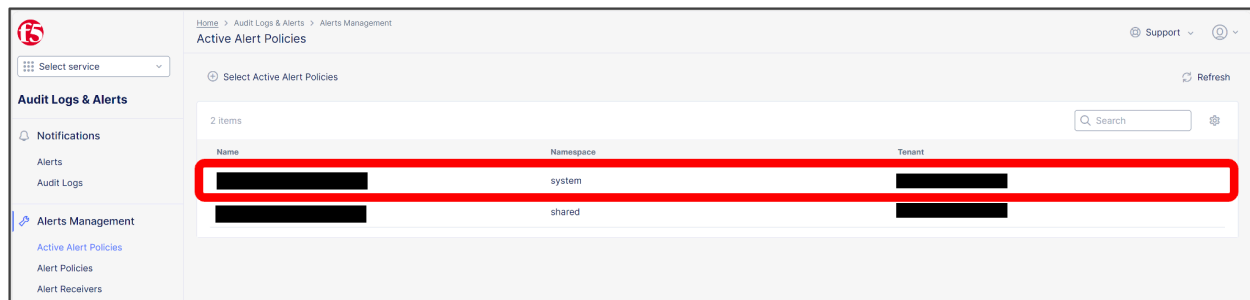 f5
Home > Audit Logs & Alerts > Alerts Management
Active Alert Policies
Support
Select service
Select Active Alert Policies
Refresh
Audit Logs & Alerts
2 items
Search
Notifications
Name Namespace Tenant
Alerts
system
Audit Logs
shared
Alerts Management
Active Alert Policies
Alert Policies
Alert Receivers